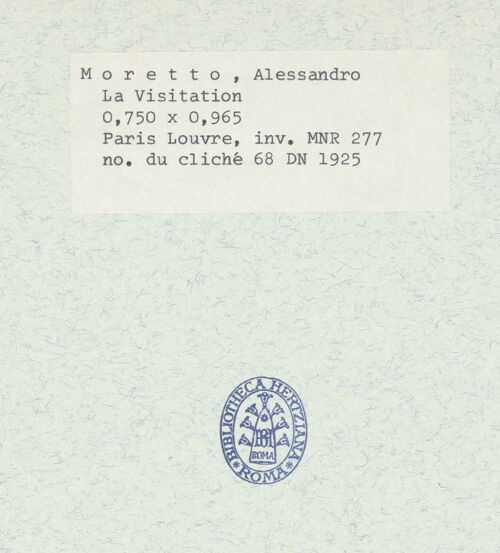 M o r e t t o , Alessandro
La Visitation
0,750 x 0,965
Paris Louvre, inv. MNR 277
no. du cliché 68 DN 1925
BIBLIOTHECA HERTZIANA
ROMA
* ROMA *